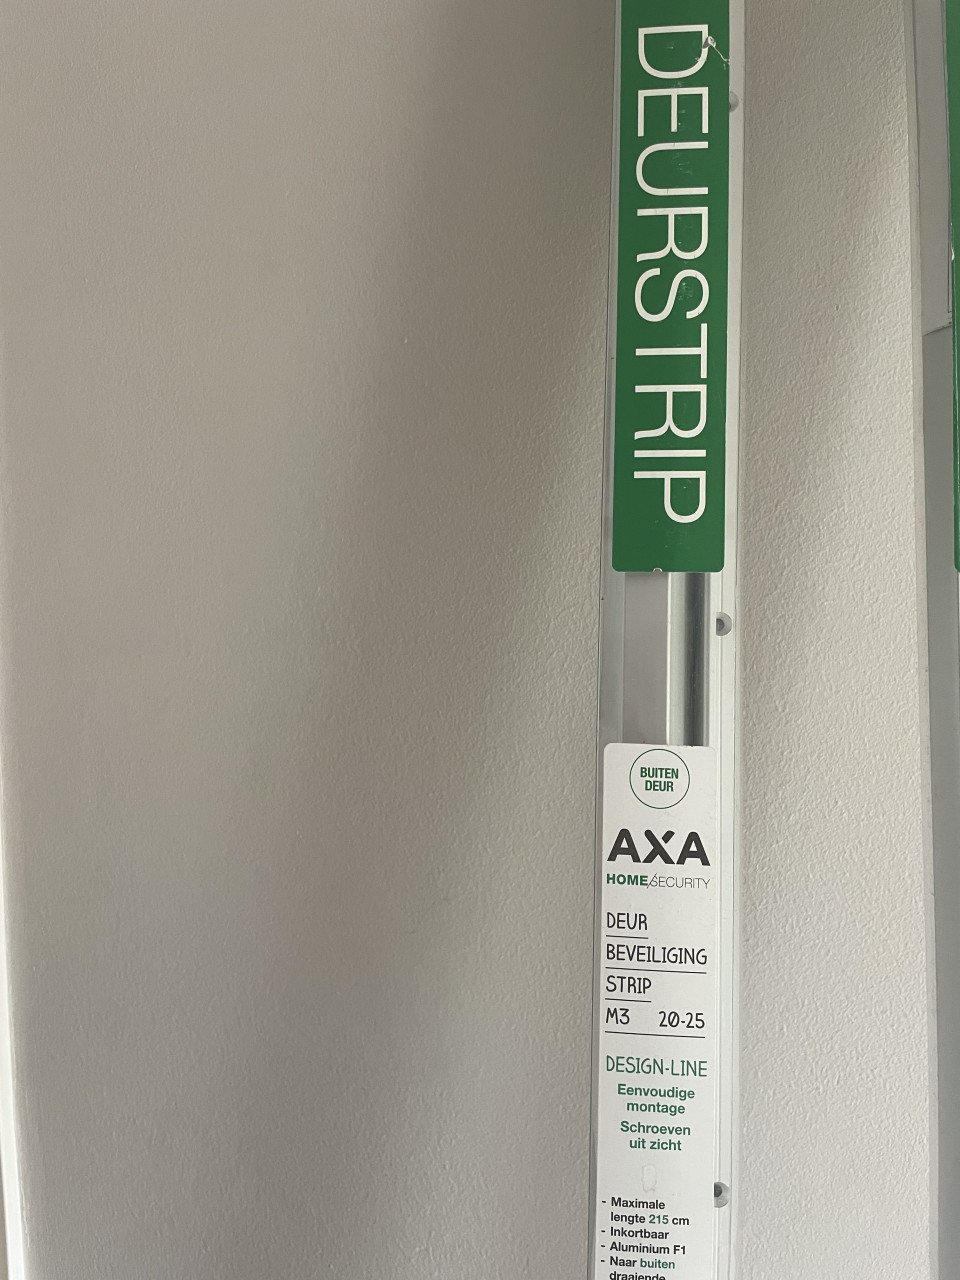 DEURSTRIP
BUITEN
DEUR
AXA
HOME/SECURITY
DEUR
BEVEILIGING
STRIP
M3 20-25
DESIGN-LINE
Eenvoudige
montage
Schroeven
uit zicht
- Maximale
lengte 215 cm
- Inkortbaar
- Aluminium F1
- Naar buiten
draaiende